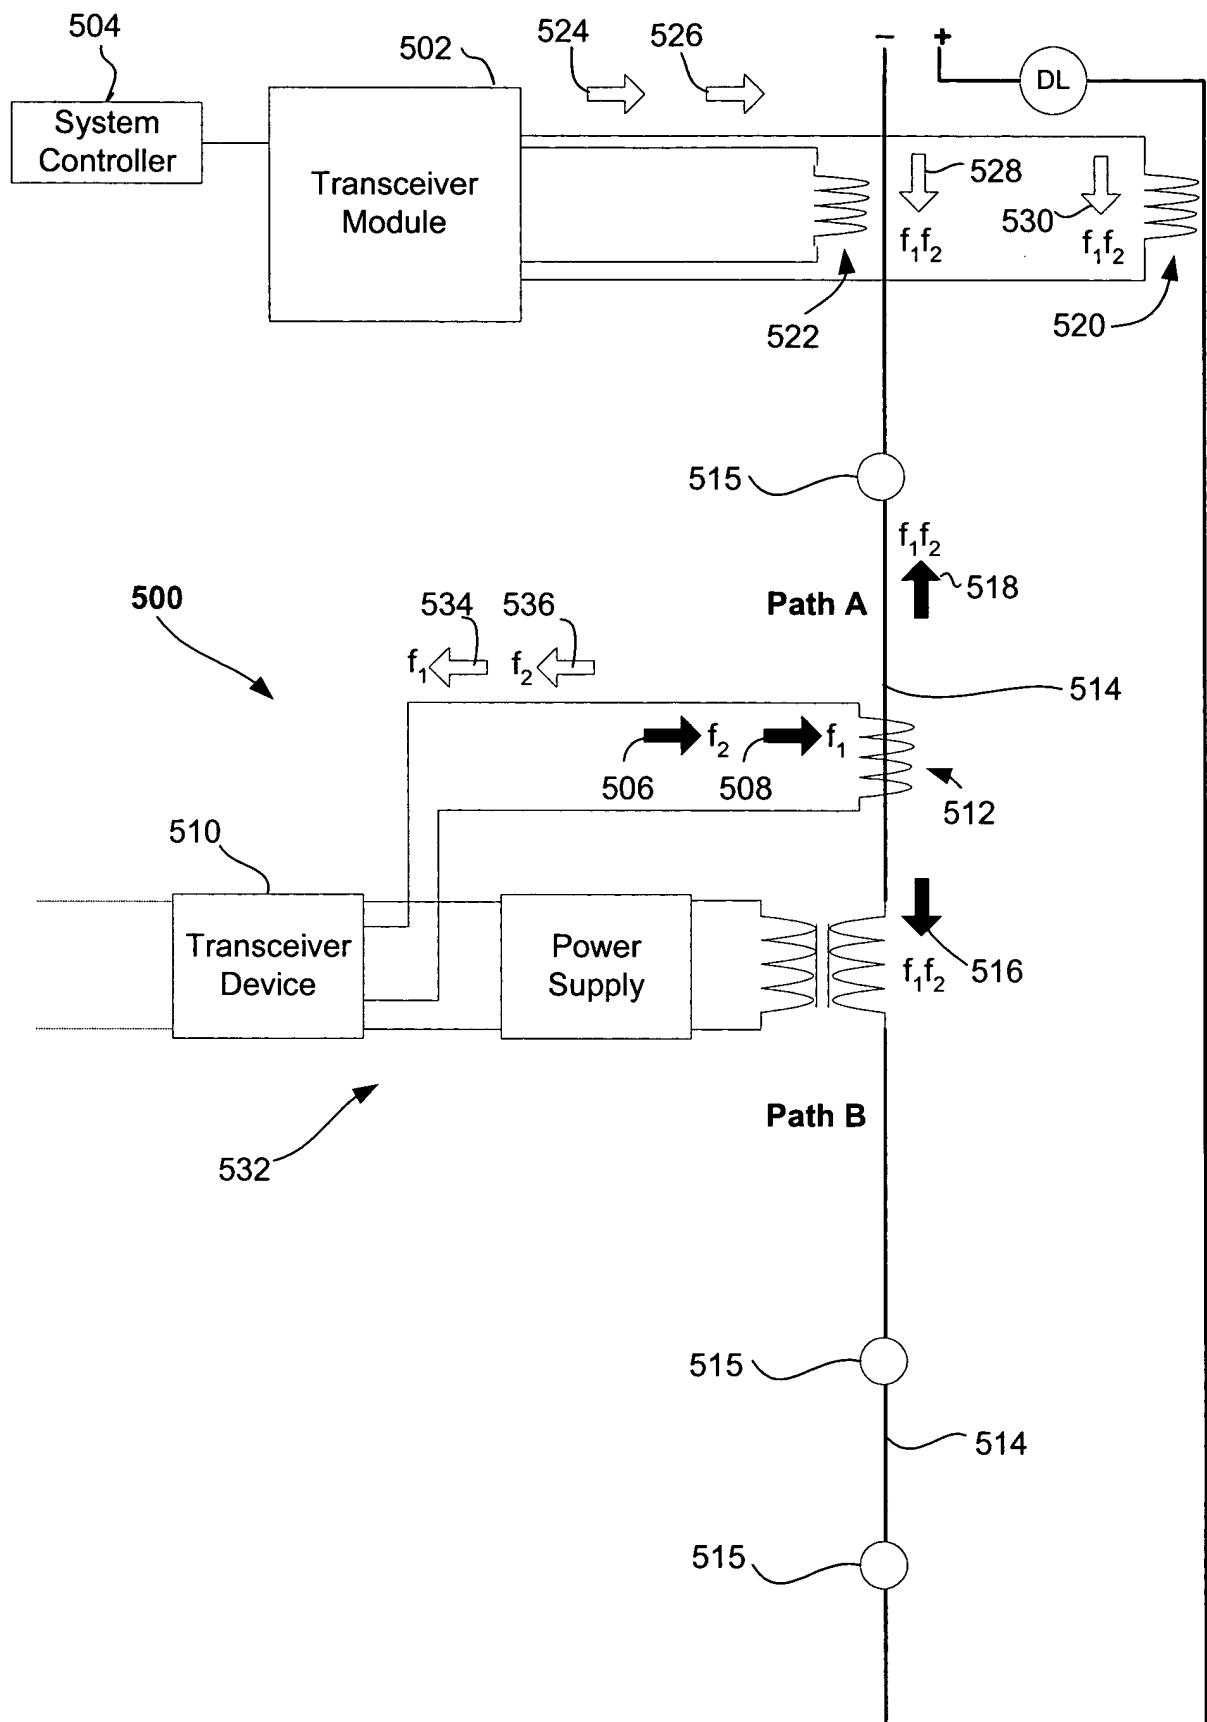 504
502
524
526
−
+
DL
System
Controller
Transceiver
Module
528
530
f₁f₂
f₁f₂
522
520
515
f₁f₂
518
500
534
536
Path A
f₁
f₂
514
f₂
f₁
506
508
512
510
Transceiver
Device
Power
Supply
f₁f₂
516
Path B
532
515
514
515